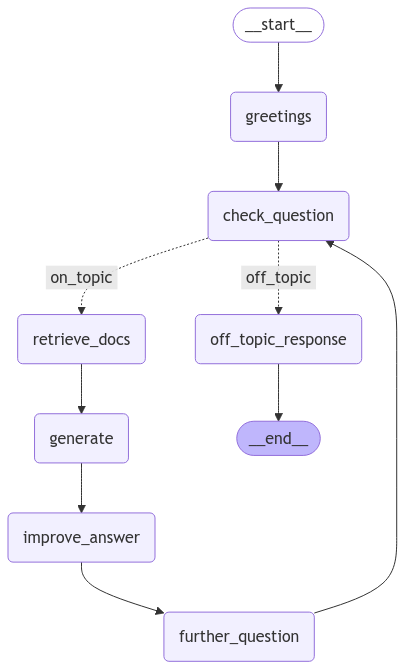 __start__
greetings
check_question
on_topic
off_topic
retrieve_docs
off_topic_response
generate
__end__
improve_answer
further_question